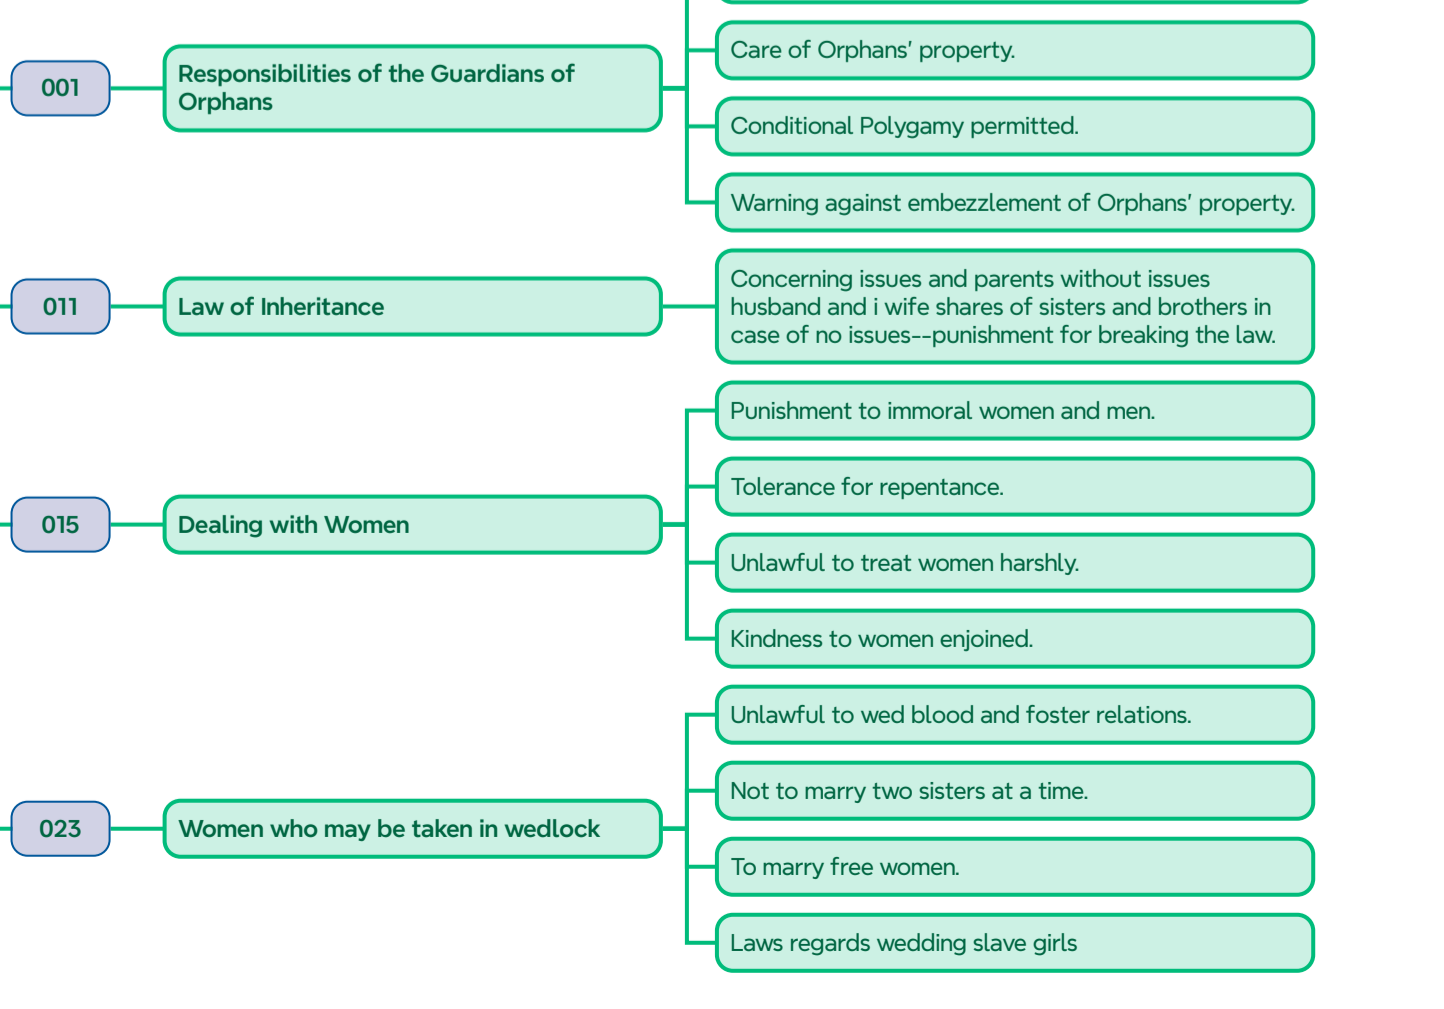 001
Responsibilities of the Guardians of
Orphans
Care of Orphans' property.
Conditional Polygamy permitted.
Warning against embezzlement of Orphans' property.
011
Law of Inheritance
Concerning issues and parents without issues
husband and i wife shares of sisters and brothers in
case of no issues--punishment for breaking the law.
015
Dealing with Women
Punishment to immoral women and men.
Tolerance for repentance.
Unlawful to treat women harshly.
Kindness to women enjoined.
023
Women who may be taken in wedlock
Unlawful to wed blood and foster relations.
Not to marry two sisters at a time.
To marry free women.
Laws regards wedding slave girls